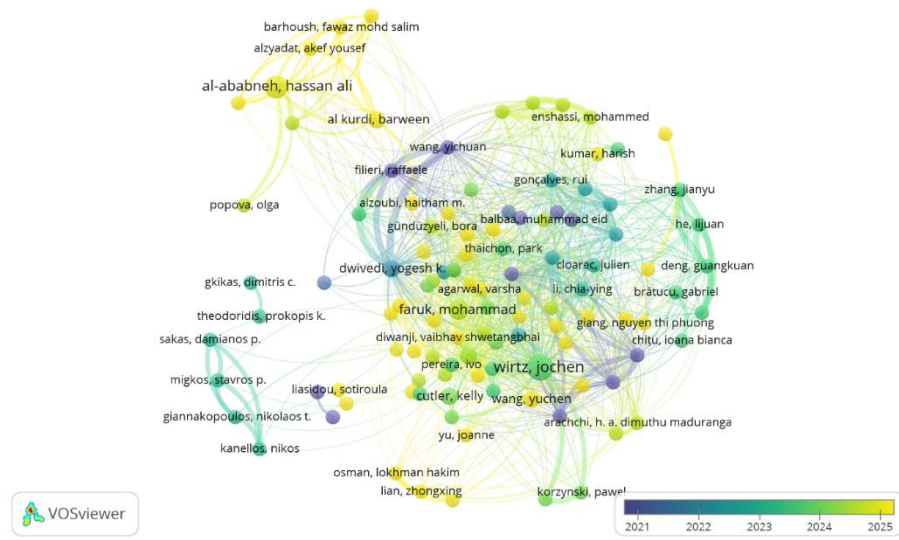 barhoush, fawaz mohd salim
alzyadat, akef yousef
al-ababneh, hassan ali
al kurdi, barween
enshassi, mohammed
wang, yichuan
kumar, harish
filieri, raffaele
gonçalves, rui
zhang, jianyu
alzoubi, haitham m.
popova, olga
balbaa, muhammad eid
gündüzyeli, bora
he, lijuan
thaichon, park
dwivedi, yogesh k.
cloarec, julien
deng, guangkuan
gkikas, dimitris c.
agarwal, varsha
li, chia-ying
brătucu, gabriel
faruk, mohammad
theodoridis, prokopis k.
giang, nguyen thi phuong
sakas, damianos p.
diwanji, vaibhav shwetangbhai
chițu, ioana bianca
pereira, ivo
wirtz, jochen
migkos, stavros p.
liasidou, sotiroula
cutler, kelly
wang, yuchen
giannakopoulos, nikolaos t.
arachchi, h. a. dimuthu maduranga
yu, joanne
kanellos, nikos
osman, lokhman hakim
lian, zhongxing
korzynski, pawel
VOSviewer
2021 2022 2023 2024 2025